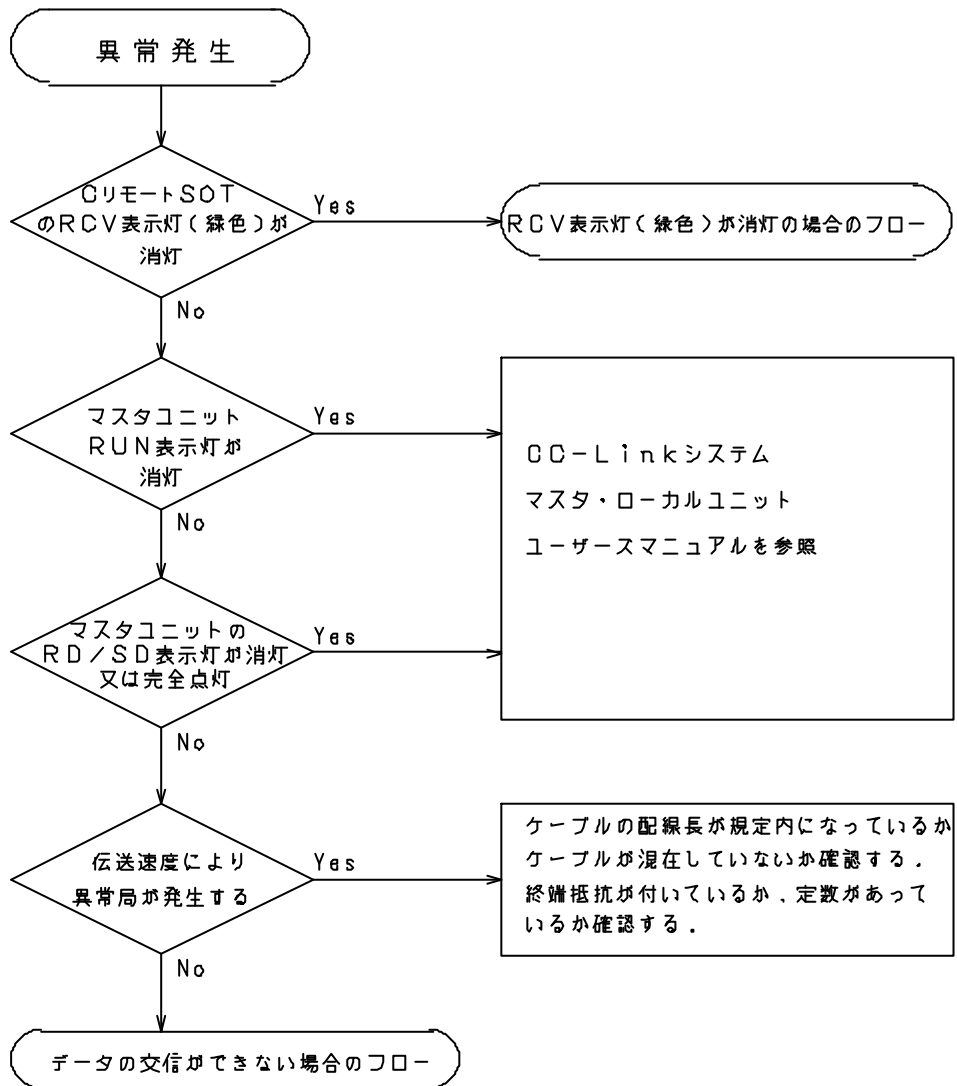 異常発生
CリモートSOT
のRCV表示灯(緑色)が
消灯
Yes
RCV表示灯(緑色)が消灯の場合のフロー
No
マスタユニット
RUN表示灯が
消灯
Yes
CC-Linkシステム
マスタ・ローカルユニット
ユーザーズマニュアルを参照
No
マスタユニットの
RD/SD表示灯が消灯
又は完全点灯
Yes
No
伝送速度により
異常局が発生する
Yes
ケーブルの配線長が規定内になっているか
ケーブルが混在していないか確認する.
終端抵抗が付いているか,定数があって
いるか確認する.
No
データの交信ができない場合のフロー